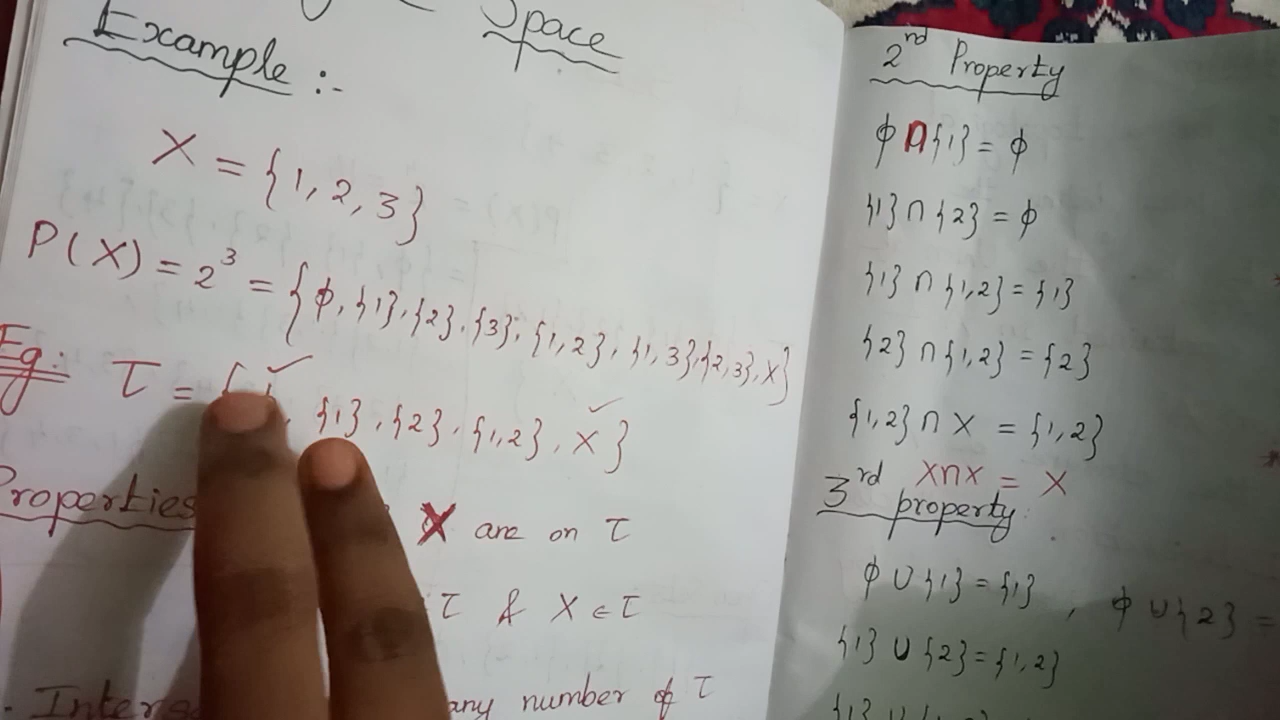 Space
Example :-
X = {1, 2, 3}
P(X) = 2³ = {ϕ, {1}, {2}, {3}, {1,2}, {1,3}, {2,3}, X}
Eg:
τ = { , {1}, {2}, {1,2}, X}
Properties
X are on τ
τ & X ∈ τ
any number of τ
2nd Property
ϕ ∩ {1} = ϕ
{1} ∩ {2} = ϕ
{1} ∩ {1,2} = {1}
{2} ∩ {1,2} = {2}
{1,2} ∩ X = {1,2}
X∩X = X
3rd property
ϕ ∪ {1} = {1} , ϕ ∪ {2} =
{1} ∪ {2} = {1,2}